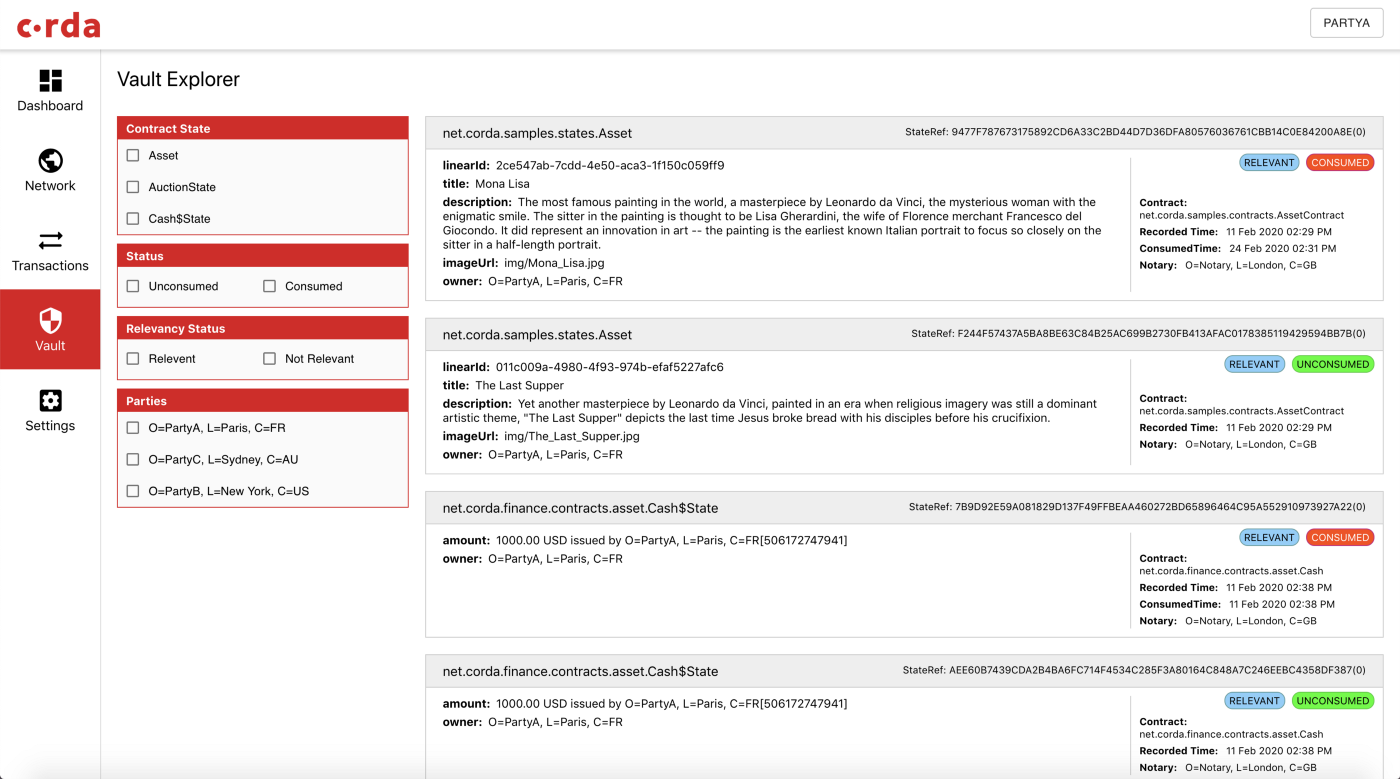 c•rda
PARTYA
Dashboard
Network
Transactions
Vault
Settings
Vault Explorer
Contract State
Asset
AuctionState
Cash$State
Status
Unconsumed
Consumed
Relevancy Status
Relevent
Not Relevant
Parties
O=PartyA, L=Paris, C=FR
O=PartyC, L=Sydney, C=AU
O=PartyB, L=New York, C=US
net.corda.samples.states.Asset
StateRef: 9477F787673175892CD6A33C2BD44D7D36DFA80576036761CBB14C0E84200A8E(0)
linearId: 2ce547ab-7cdd-4e50-aca3-1f150c059ff9
title: Mona Lisa
description: The most famous painting in the world, a masterpiece by Leonardo da Vinci, the mysterious woman with the
enigmatic smile. The sitter in the painting is thought to be Lisa Gherardini, the wife of Florence merchant Francesco del
Giocondo. It did represent an innovation in art -- the painting is the earliest known Italian portrait to focus so closely on the
sitter in a half-length portrait.
imageUrl: img/Mona_Lisa.jpg
owner: O=PartyA, L=Paris, C=FR
RELEVANT
CONSUMED
Contract:
net.corda.samples.contracts.AssetContract
Recorded Time: 11 Feb 2020 02:29 PM
ConsumedTime: 24 Feb 2020 02:31 PM
Notary: O=Notary, L=London, C=GB
net.corda.samples.states.Asset
StateRef: F244F57437A5BA8BE63C84B25AC699B2730FB413AFAC0178385119429594BB7B(0)
linearId: 011c009a-4980-4f93-974b-efaf5227afc6
title: The Last Supper
description: Yet another masterpiece by Leonardo da Vinci, painted in an era when religious imagery was still a dominant
artistic theme, "The Last Supper" depicts the last time Jesus broke bread with his disciples before his crucifixion.
imageUrl: img/The_Last_Supper.jpg
owner: O=PartyA, L=Paris, C=FR
RELEVANT
UNCONSUMED
Contract:
net.corda.samples.contracts.AssetContract
Recorded Time: 11 Feb 2020 02:29 PM
Notary: O=Notary, L=London, C=GB
net.corda.finance.contracts.asset.Cash$State
StateRef: 7B9D92E59A081829D137F49FFBEAA460272BD65896464C95A552910973927A22(0)
amount: 1000.00 USD issued by O=PartyA, L=Paris, C=FR[506172747941]
owner: O=PartyA, L=Paris, C=FR
RELEVANT
CONSUMED
Contract:
net.corda.finance.contracts.asset.Cash
Recorded Time: 11 Feb 2020 02:38 PM
ConsumedTime: 11 Feb 2020 02:38 PM
Notary: O=Notary, L=London, C=GB
net.corda.finance.contracts.asset.Cash$State
StateRef: AEE60B7439CDA2B4BA6FC714F4534C285F3A80164C848A7C246EEBC4358DF387(0)
amount: 1000.00 USD issued by O=PartyA, L=Paris, C=FR[506172747941]
owner: O=PartyA, L=Paris, C=FR
RELEVANT
UNCONSUMED
Contract:
net.corda.finance.contracts.asset.Cash
Recorded Time: 11 Feb 2020 02:38 PM
Notary: O=Notary, L=London, C=GB